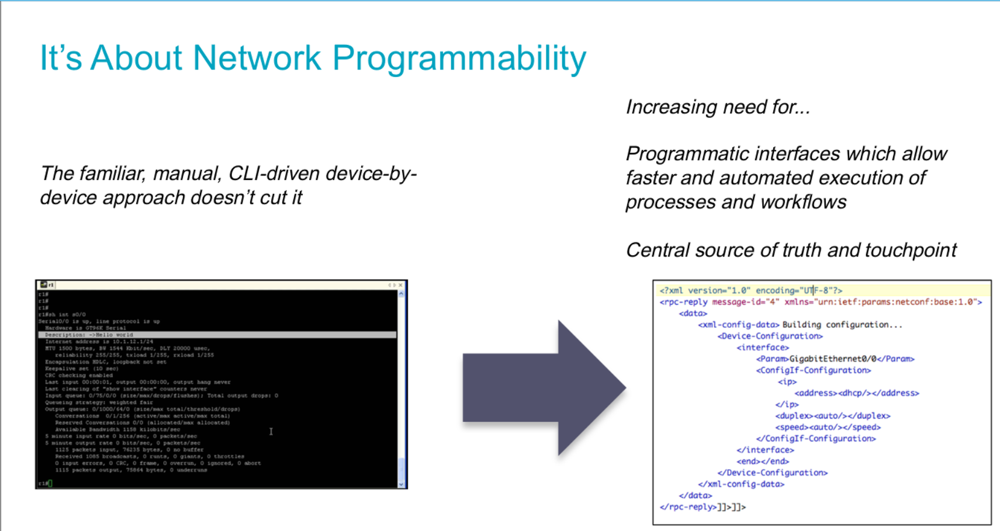 It's About Network Programmability
The familiar, manual, CLI-driven device-by-
device approach doesn't cut it
Increasing need for...
Programmatic interfaces which allow
faster and automated execution of
processes and workflows
Central source of truth and touchpoint
r1
r1#
r1#
r1#
r1#sh int s0/0
Serial0/0 is up, line protocol is up
Hardware is GT96K Serial
Description: ->Hello world
Internet address is 10.1.12.1/24
MTU 1500 bytes, BW 1544 Kbit/sec, DLY 20000 usec,
reliability 255/255, txload 1/255, rxload 1/255
Encapsulation HDLC, loopback not set
Keepalive set (10 sec)
CRC checking enabled
Last input 00:00:01, output 00:00:00, output hang never
Last clearing of "show interface" counters never
Input queue: 0/75/0/0 (size/max/drops/flushes); Total output drops: 0
Queueing strategy: weighted fair
Output queue: 0/1000/64/0 (size/max total/threshold/drops)
Conversations 0/1/256 (active/max active/max total)
Reserved Conversations 0/0 (allocated/max allocated)
Available Bandwidth 1158 kilobits/sec
5 minute input rate 0 bits/sec, 0 packets/sec
5 minute output rate 0 bits/sec, 0 packets/sec
1125 packets input, 76235 bytes, 0 no buffer
Received 1085 broadcasts, 0 runts, 0 giants, 0 throttles
0 input errors, 0 CRC, 0 frame, 0 overrun, 0 ignored, 0 abort
1115 packets output, 75864 bytes, 0 underruns
r1#
<?xml version="1.0" encoding="UTF-8"?>
<rpc-reply message-id="4" xmlns="urn:ietf:params:netconf:base:1.0">
<data>
<xml-config-data> Building configuration...
<Device-Configuration>
<interface>
<Param>GigabitEthernet0/0</Param>
<ConfigIf-Configuration>
<ip>
<address><dhcp/></address>
</ip>
<duplex><auto/></duplex>
<speed><auto/></speed>
</ConfigIf-Configuration>
</interface>
<end></end>
</Device-Configuration>
</xml-config-data>
</data>
</rpc-reply>]]>]]>